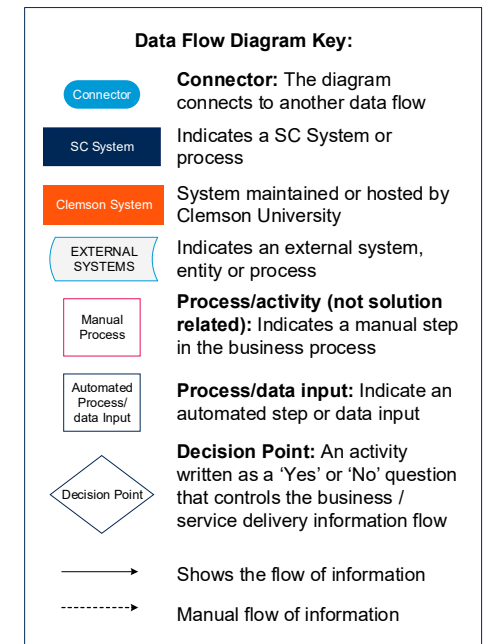 Data Flow Diagram Key:
Connector
Connector: The diagram
connects to another data flow
SC System
Indicates a SC System or
process
Clemson System
System maintained or hosted by
Clemson University
EXTERNAL
SYSTEMS
Indicates an external system,
entity or process
Manual
Process
Process/activity (not solution
related): Indicates a manual step
in the business process
Automated
Process/
data Input
Process/data input: Indicate an
automated step or data input
Decision Point
Decision Point: An activity
written as a ‘Yes’ or ‘No’ question
that controls the business /
service delivery information flow
Shows the flow of information
Manual flow of information